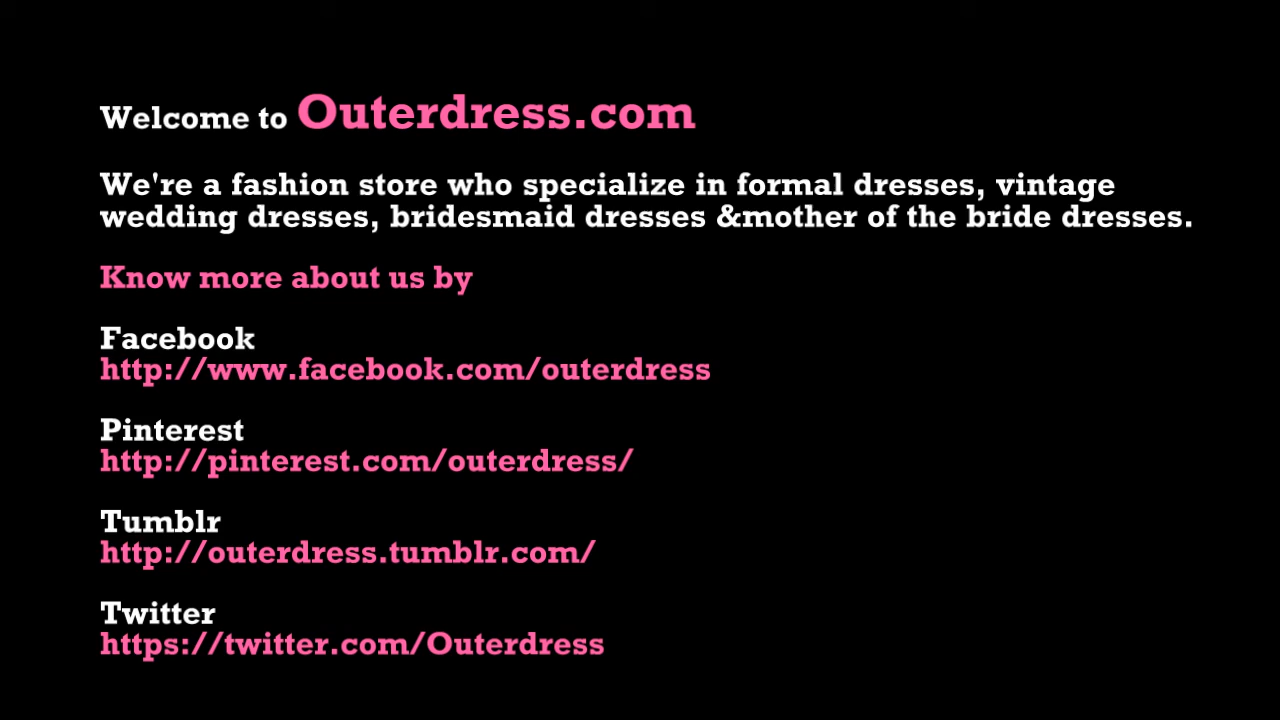 Welcome to Outerdress.com
We're a fashion store who specialize in formal dresses, vintage
wedding dresses, bridesmaid dresses &mother of the bride dresses.
Know more about us by
Facebook
http://www.facebook.com/outerdress
Pinterest
http://pinterest.com/outerdress/
Tumblr
http://outerdress.tumblr.com/
Twitter
https://twitter.com/Outerdress